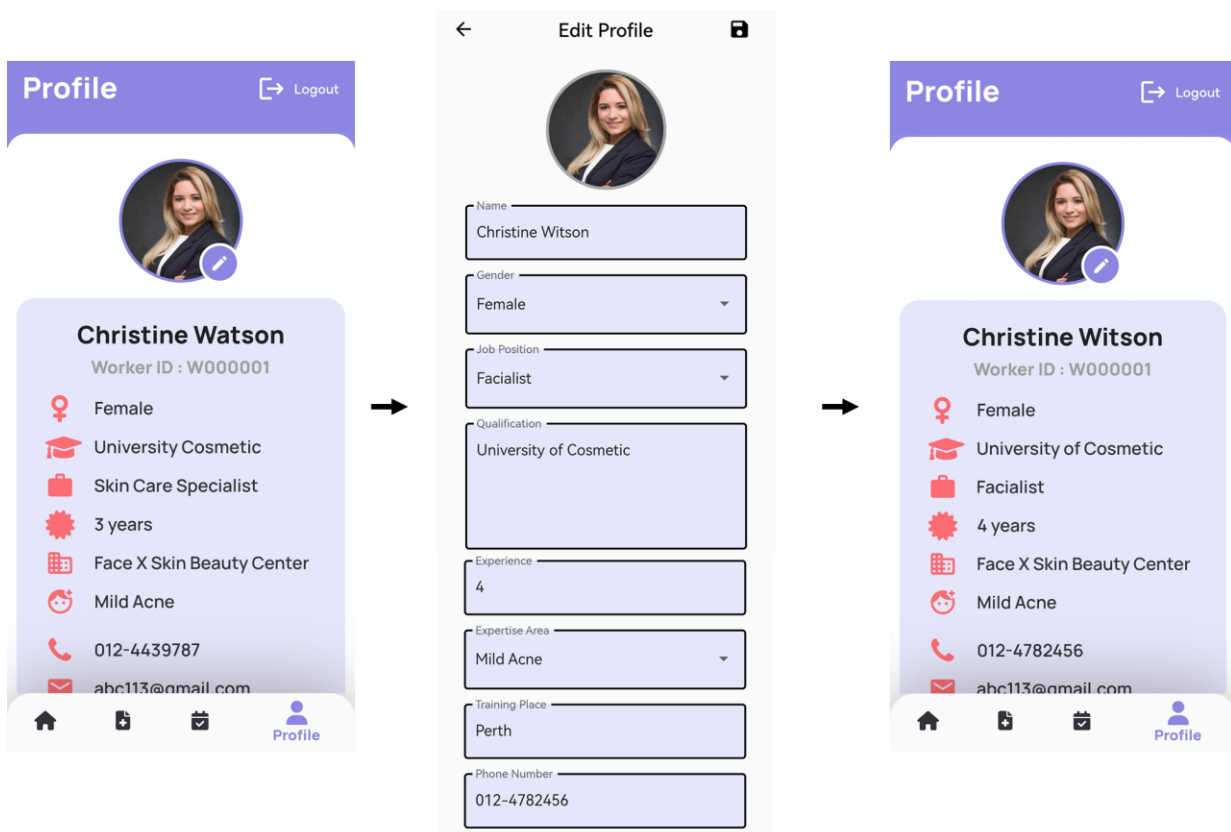 Profile
Logout
Christine Watson
Worker ID : W000001
Female
University Cosmetic
Skin Care Specialist
3 years
Face X Skin Beauty Center
Mild Acne
012-4439787
abc113@gmail.com
Profile
Edit Profile
Name
Christine Witson
Gender
Female
Job Position
Facialist
Qualification
University of Cosmetic
Experience
4
Expertise Area
Mild Acne
Training Place
Perth
Phone Number
012-4782456
Profile
Logout
Christine Witson
Worker ID : W000001
Female
University of Cosmetic
Facialist
4 years
Face X Skin Beauty Center
Mild Acne
012-4782456
abc113@gmail.com
Profile